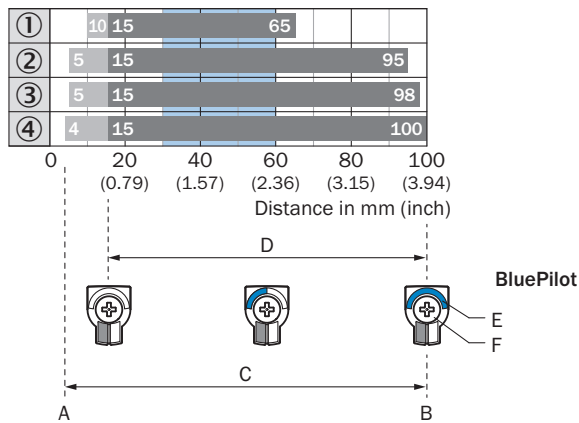 ① 10 15 65
② 5 15 95
③ 5 15 98
④ 4 15 100
0 20 40 60 80 100
(0.79) (1.57) (2.36) (3.15) (3.94)
Distance in mm (inch)
D
BluePilot
E
F
C
A B